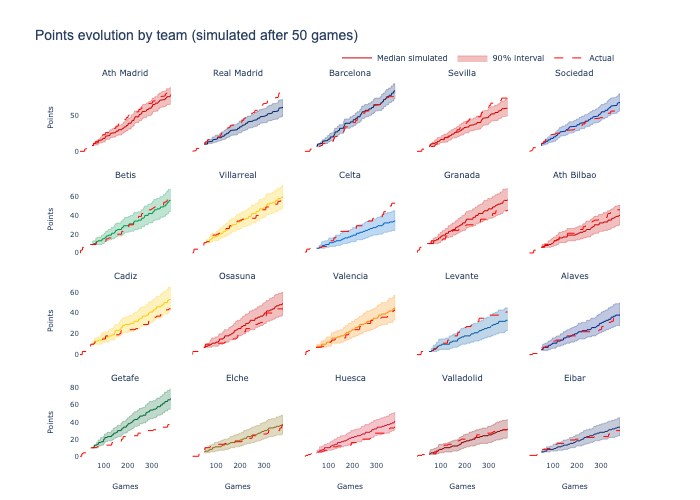 Points evolution by team (simulated after 50 games)
Median simulated 90% interval Actual
Ath Madrid Real Madrid Barcelona Sevilla Sociedad
Points
50
0
Betis Villarreal Celta Granada Ath Bilbao
Points
60
40
20
0
Cadiz Osasuna Valencia Levante Alaves
Points
60
40
20
0
Getafe Elche Huesca Valladolid Eibar
Points
80
60
40
20
0
100 200 300 100 200 300 100 200 300 100 200 300 100 200 300
Games Games Games Games Games